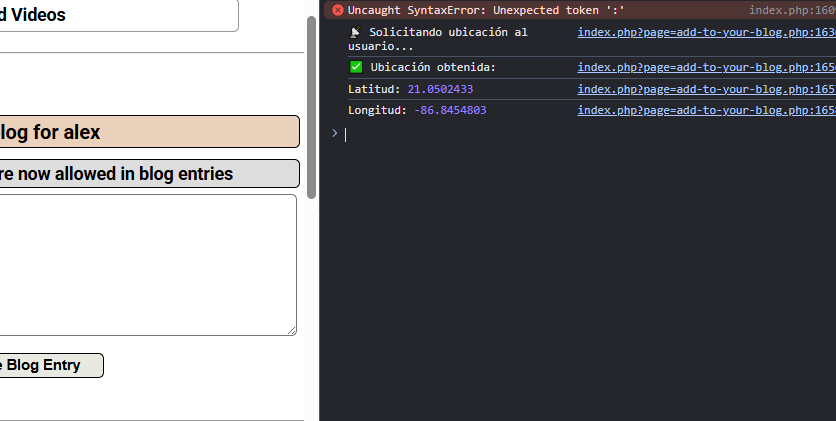 d Videos
log for alex
re now allowed in blog entries
e Blog Entry
Uncaught SyntaxError: Unexpected token ':' index.php:1609
📡 Solicitando ubicación al index.php?page=add-to-your-blog.php:163
usuario...
✅ Ubicación obtenida: index.php?page=add-to-your-blog.php:165
Latitud: 21.0502433 index.php?page=add-to-your-blog.php:165
Longitud: -86.8454803 index.php?page=add-to-your-blog.php:165